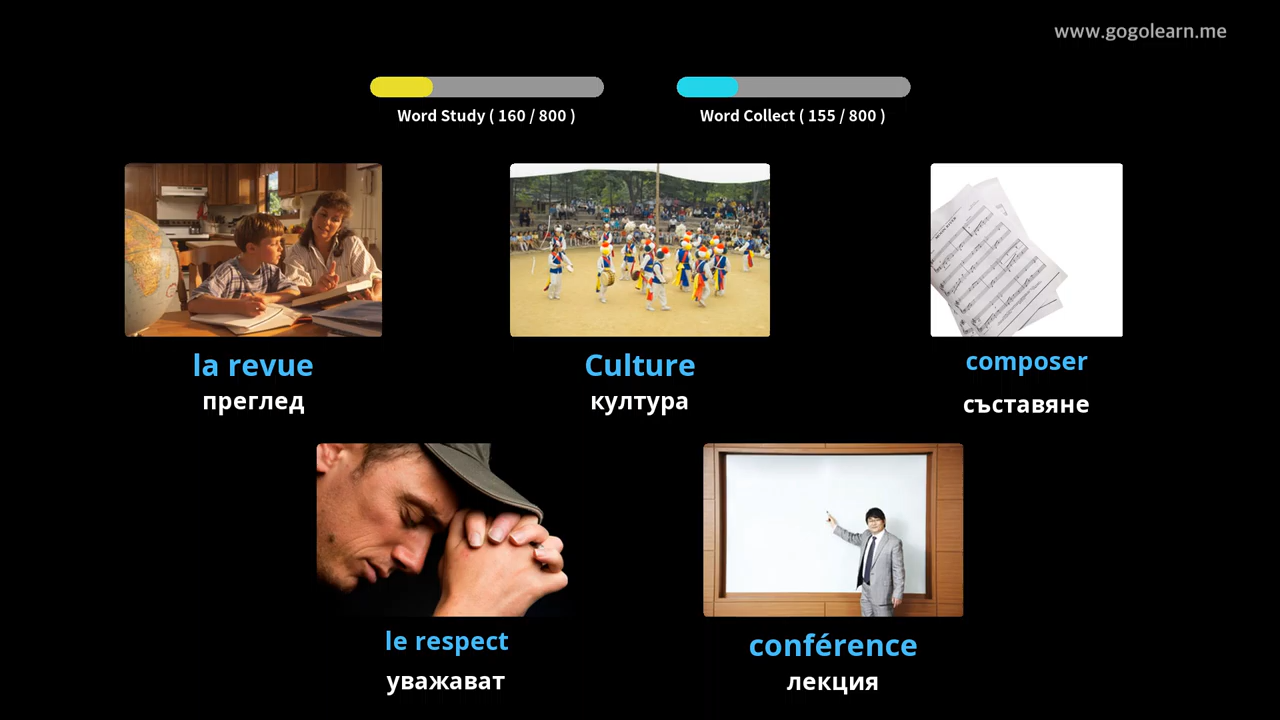 www.gogolearn.me
Word Study ( 160 / 800 )
Word Collect ( 155 / 800 )
la revue
преглед
Culture
култура
composer
съставяне
le respect
уважават
conférence
лекция